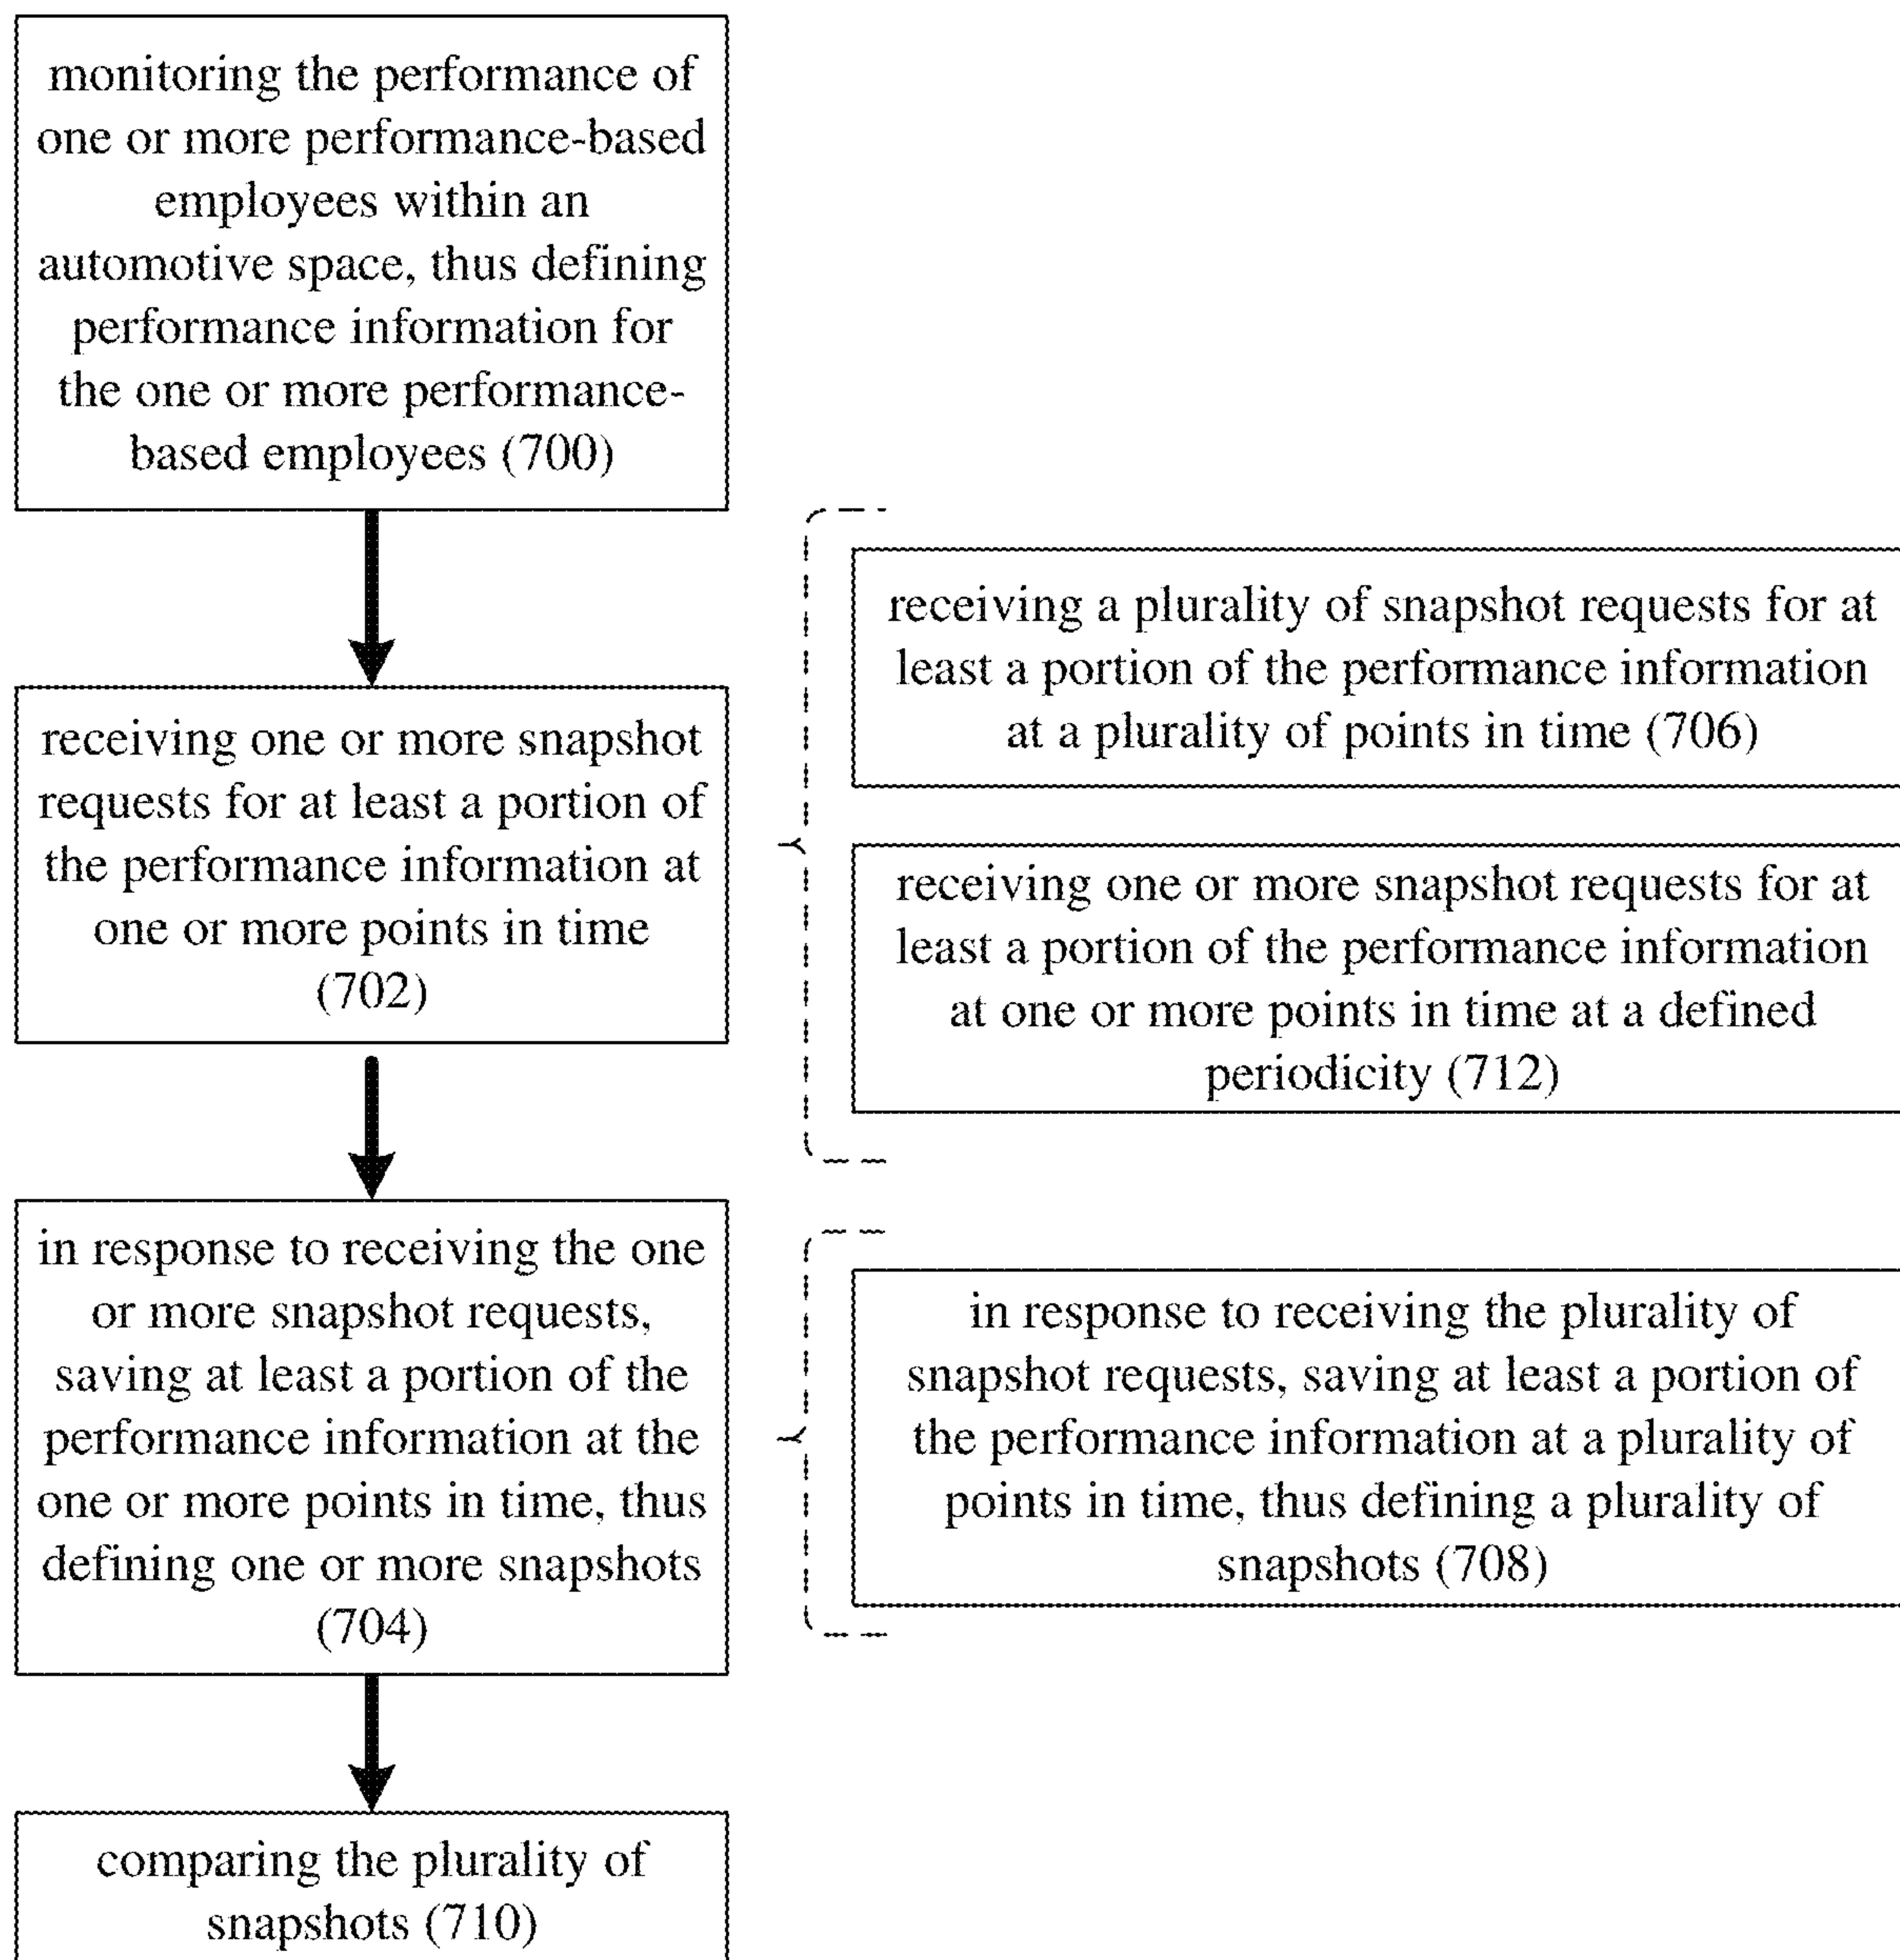 monitoring the performance of
one or more performance-based
employees within an
automotive space, thus defining
performance information for
the one or more performance-
based employees (700)
receiving one or more snapshot
requests for at least a portion of
the performance information at
one or more points in time
(702)
receiving a plurality of snapshot requests for at
least a portion of the performance information
at a plurality of points in time (706)
receiving one or more snapshot requests for at
least a portion of the performance information
at one or more points in time at a defined
periodicity (712)
in response to receiving the one
or more snapshot requests,
saving at least a portion of the
performance information at the
one or more points in time, thus
defining one or more snapshots
(704)
in response to receiving the plurality of
snapshot requests, saving at least a portion of
the performance information at a plurality of
points in time, thus defining a plurality of
snapshots (708)
comparing the plurality of
snapshots (710)